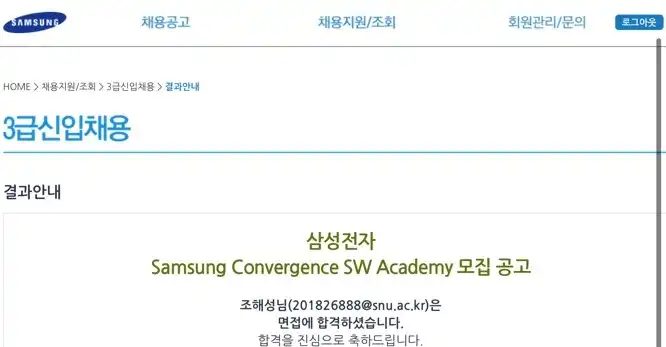 SAMSUNG
채용공고 채용지원/조회 회원관리/문의 로그아웃
HOME > 채용지원/조회 > 3급신입채용 > 결과안내
3급신입채용
결과안내
삼성전자
Samsung Convergence SW Academy 모집 공고
조해성님(201826888@snu.ac.kr)은
면접에 합격하셨습니다.
합격을 진심으로 축하드립니다.